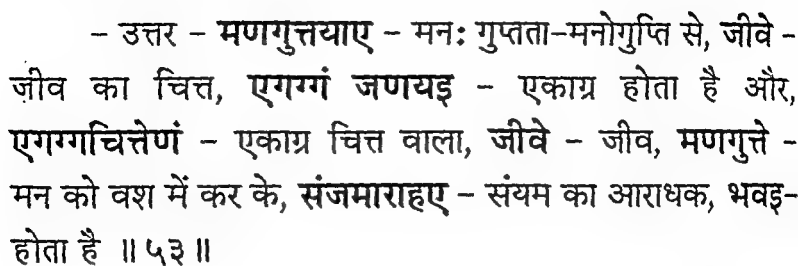 – उत्तर – मणगुत्तयाए – मनः गुप्तता-मनोगुप्ति से, जीवे -
जीव का चित्त, एगग्गं जणयइ – एकाग्र होता है और,
एगग्गचित्तेणं – एकाग्र चित्त वाला, जीवे – जीव, मणगुत्ते -
मन को वश में कर के, संजमाराहए – संयम का आराधक, भवइ-
होता है ॥५३॥